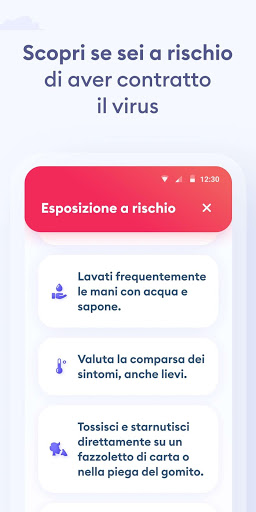 Scopri se sei a rischio
di aver contratto
il virus
12:30
Esposizione a rischio
Lavati frequentemente
le mani con acqua e
sapone.
Valuta la comparsa dei
sintomi, anche lievi.
Tossisci e starnutisci
direttamente su un
fazzoletto di carta o
nella piega del gomito.